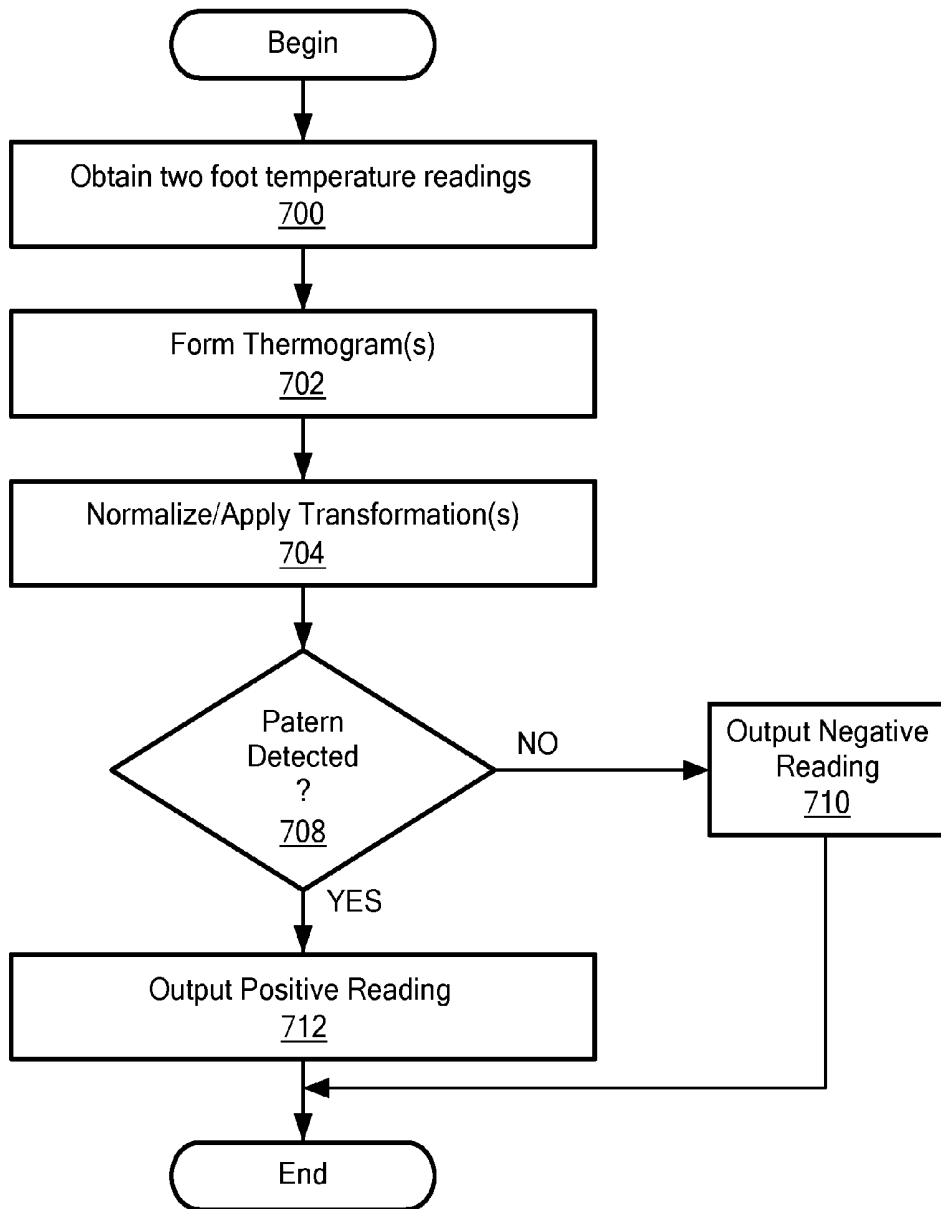 Begin
Obtain two foot temperature readings
700
Form Thermogram(s)
702
Normalize/Apply Transformation(s)
704
Patern
Detected
?
708
NO
Output Negative
Reading
710
YES
Output Positive Reading
712
End